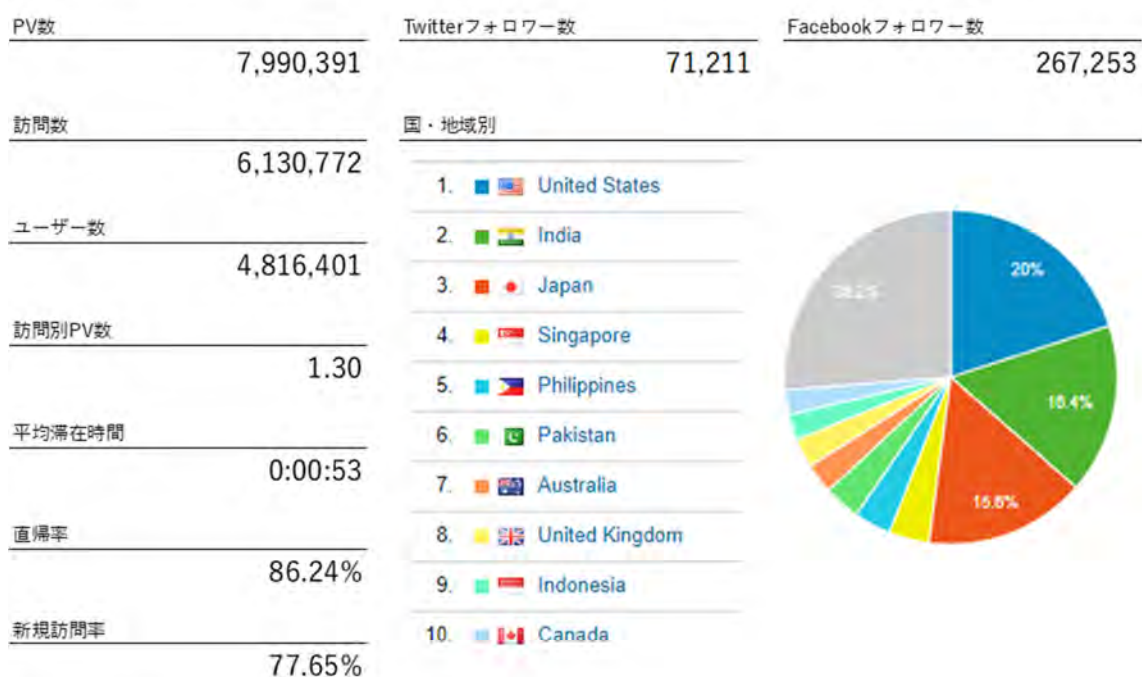 PV数
7,990,391
訪問数
6,130,772
ユーザー数
4,816,401
訪問別PV数
1.30
平均滞在時間
0:00:53
直帰率
86.24%
新規訪問率
77.65%
Twitterフォロワー数
71,211
Facebookフォロワー数
267,253
国・地域別
1. United States
2. India
3. Japan
4. Singapore
5. Philippines
6. Pakistan
7. Australia
8. United Kingdom
9. Indonesia
10. Canada
20%
16.4%